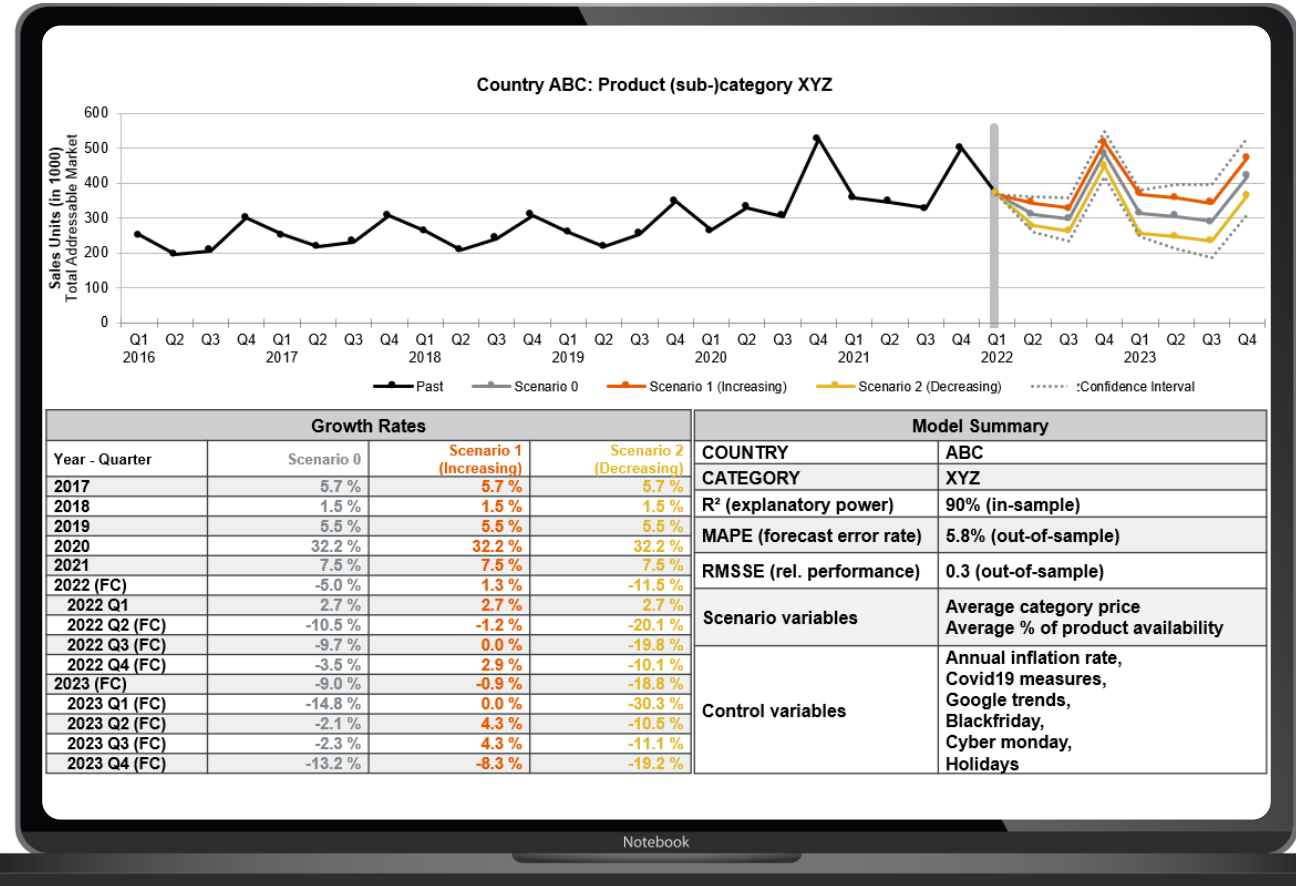 Country ABC: Product (sub-)category XYZ
Sales Units (in 1000)
Total Addressable Market
600
500
400
300
200
100
0
Q1 Q2 Q3 Q4 Q1 Q2 Q3 Q4 Q1 Q2 Q3 Q4 Q1 Q2 Q3 Q4 Q1 Q2 Q3 Q4 Q1 Q2 Q3 Q4 Q1 Q2 Q3 Q4 Q1 Q2 Q3 Q4
2016 2017 2018 2019 2020 2021 2022 2023
Past Scenario 0 Scenario 1 (Increasing) Scenario 2 (Decreasing) :Confidence Interval
Growth Rates
Year - Quarter Scenario 0 Scenario 1 (Increasing) Scenario 2 (Decreasing)
2017 5.7 % 5.7 % 5.7 %
2018 1.5 % 1.5 % 1.5 %
2019 5.5 % 5.5 % 5.5 %
2020 32.2 % 32.2 % 32.2 %
2021 7.5 % 7.5 % 7.5 %
2022 (FC) -5.0 % 1.3 % -11.5 %
2022 Q1 2.7 % 2.7 % 2.7 %
2022 Q2 (FC) -10.5 % -1.2 % -20.1 %
2022 Q3 (FC) -9.7 % 0.0 % -19.8 %
2022 Q4 (FC) -3.5 % 2.9 % -10.1 %
2023 (FC) -9.0 % -0.9 % -18.8 %
2023 Q1 (FC) -14.8 % 0.0 % -30.3 %
2023 Q2 (FC) -2.1 % 4.3 % -10.5 %
2023 Q3 (FC) -2.3 % 4.3 % -11.1 %
2023 Q4 (FC) -13.2 % -8.3 % -19.2 %
Model Summary
COUNTRY ABC
CATEGORY XYZ
R² (explanatory power) 90% (in-sample)
MAPE (forecast error rate) 5.8% (out-of-sample)
RMSSE (rel. performance) 0.3 (out-of-sample)
Scenario variables
Average category price
Average % of product availability
Control variables
Annual inflation rate,
Covid19 measures,
Google trends,
Blackfriday,
Cyber monday,
Holidays
Notebook